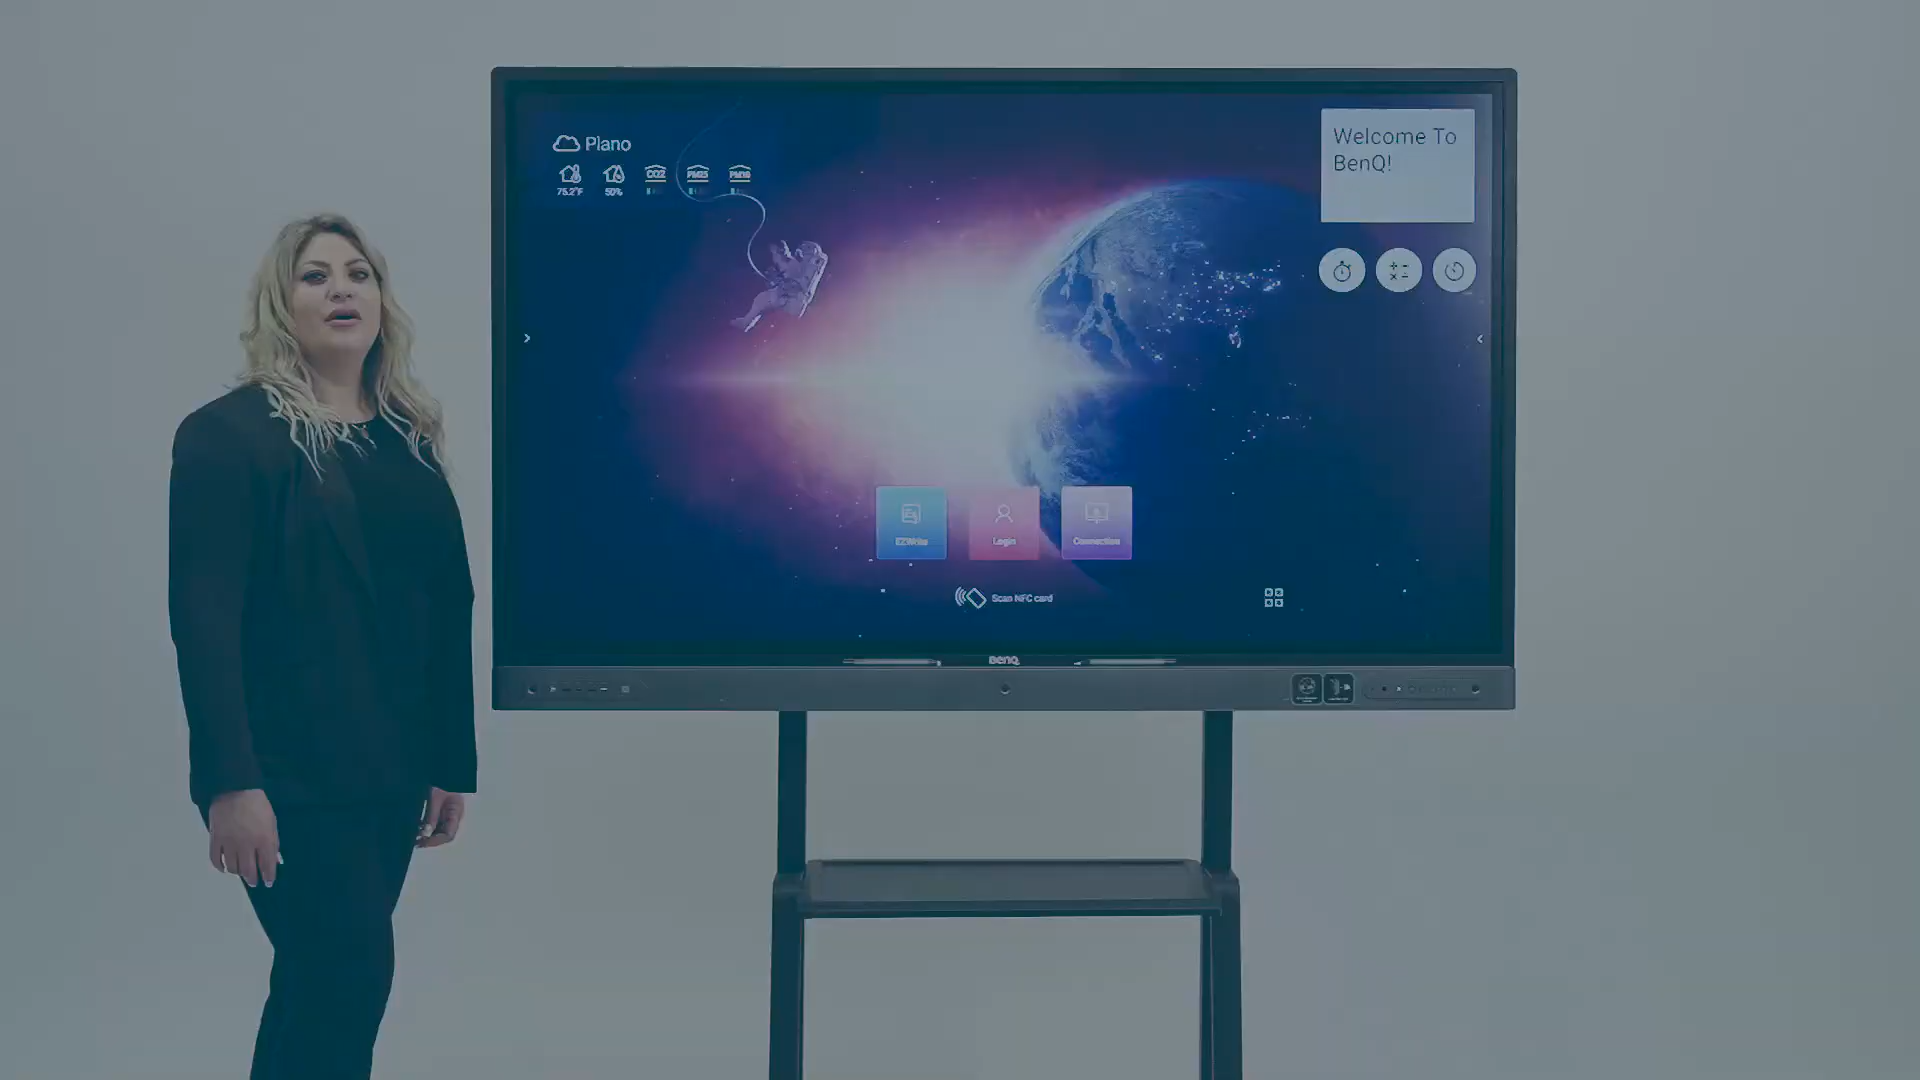 Plano
75.2°F
50%
CO2
PM2.5
PM10
Welcome To
BenQ!
EZWrite
Login
Connection
Scan NFC card
BenQ